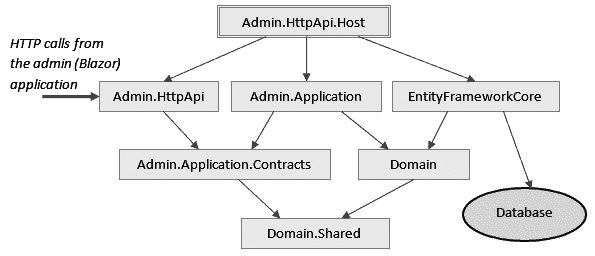 Admin.HttpApi.Host
HTTP calls from
the admin (Blazor)
application
Admin.HttpApi
Admin.Application
EntityFrameworkCore
Admin.Application.Contracts
Domain
Database
Domain.Shared